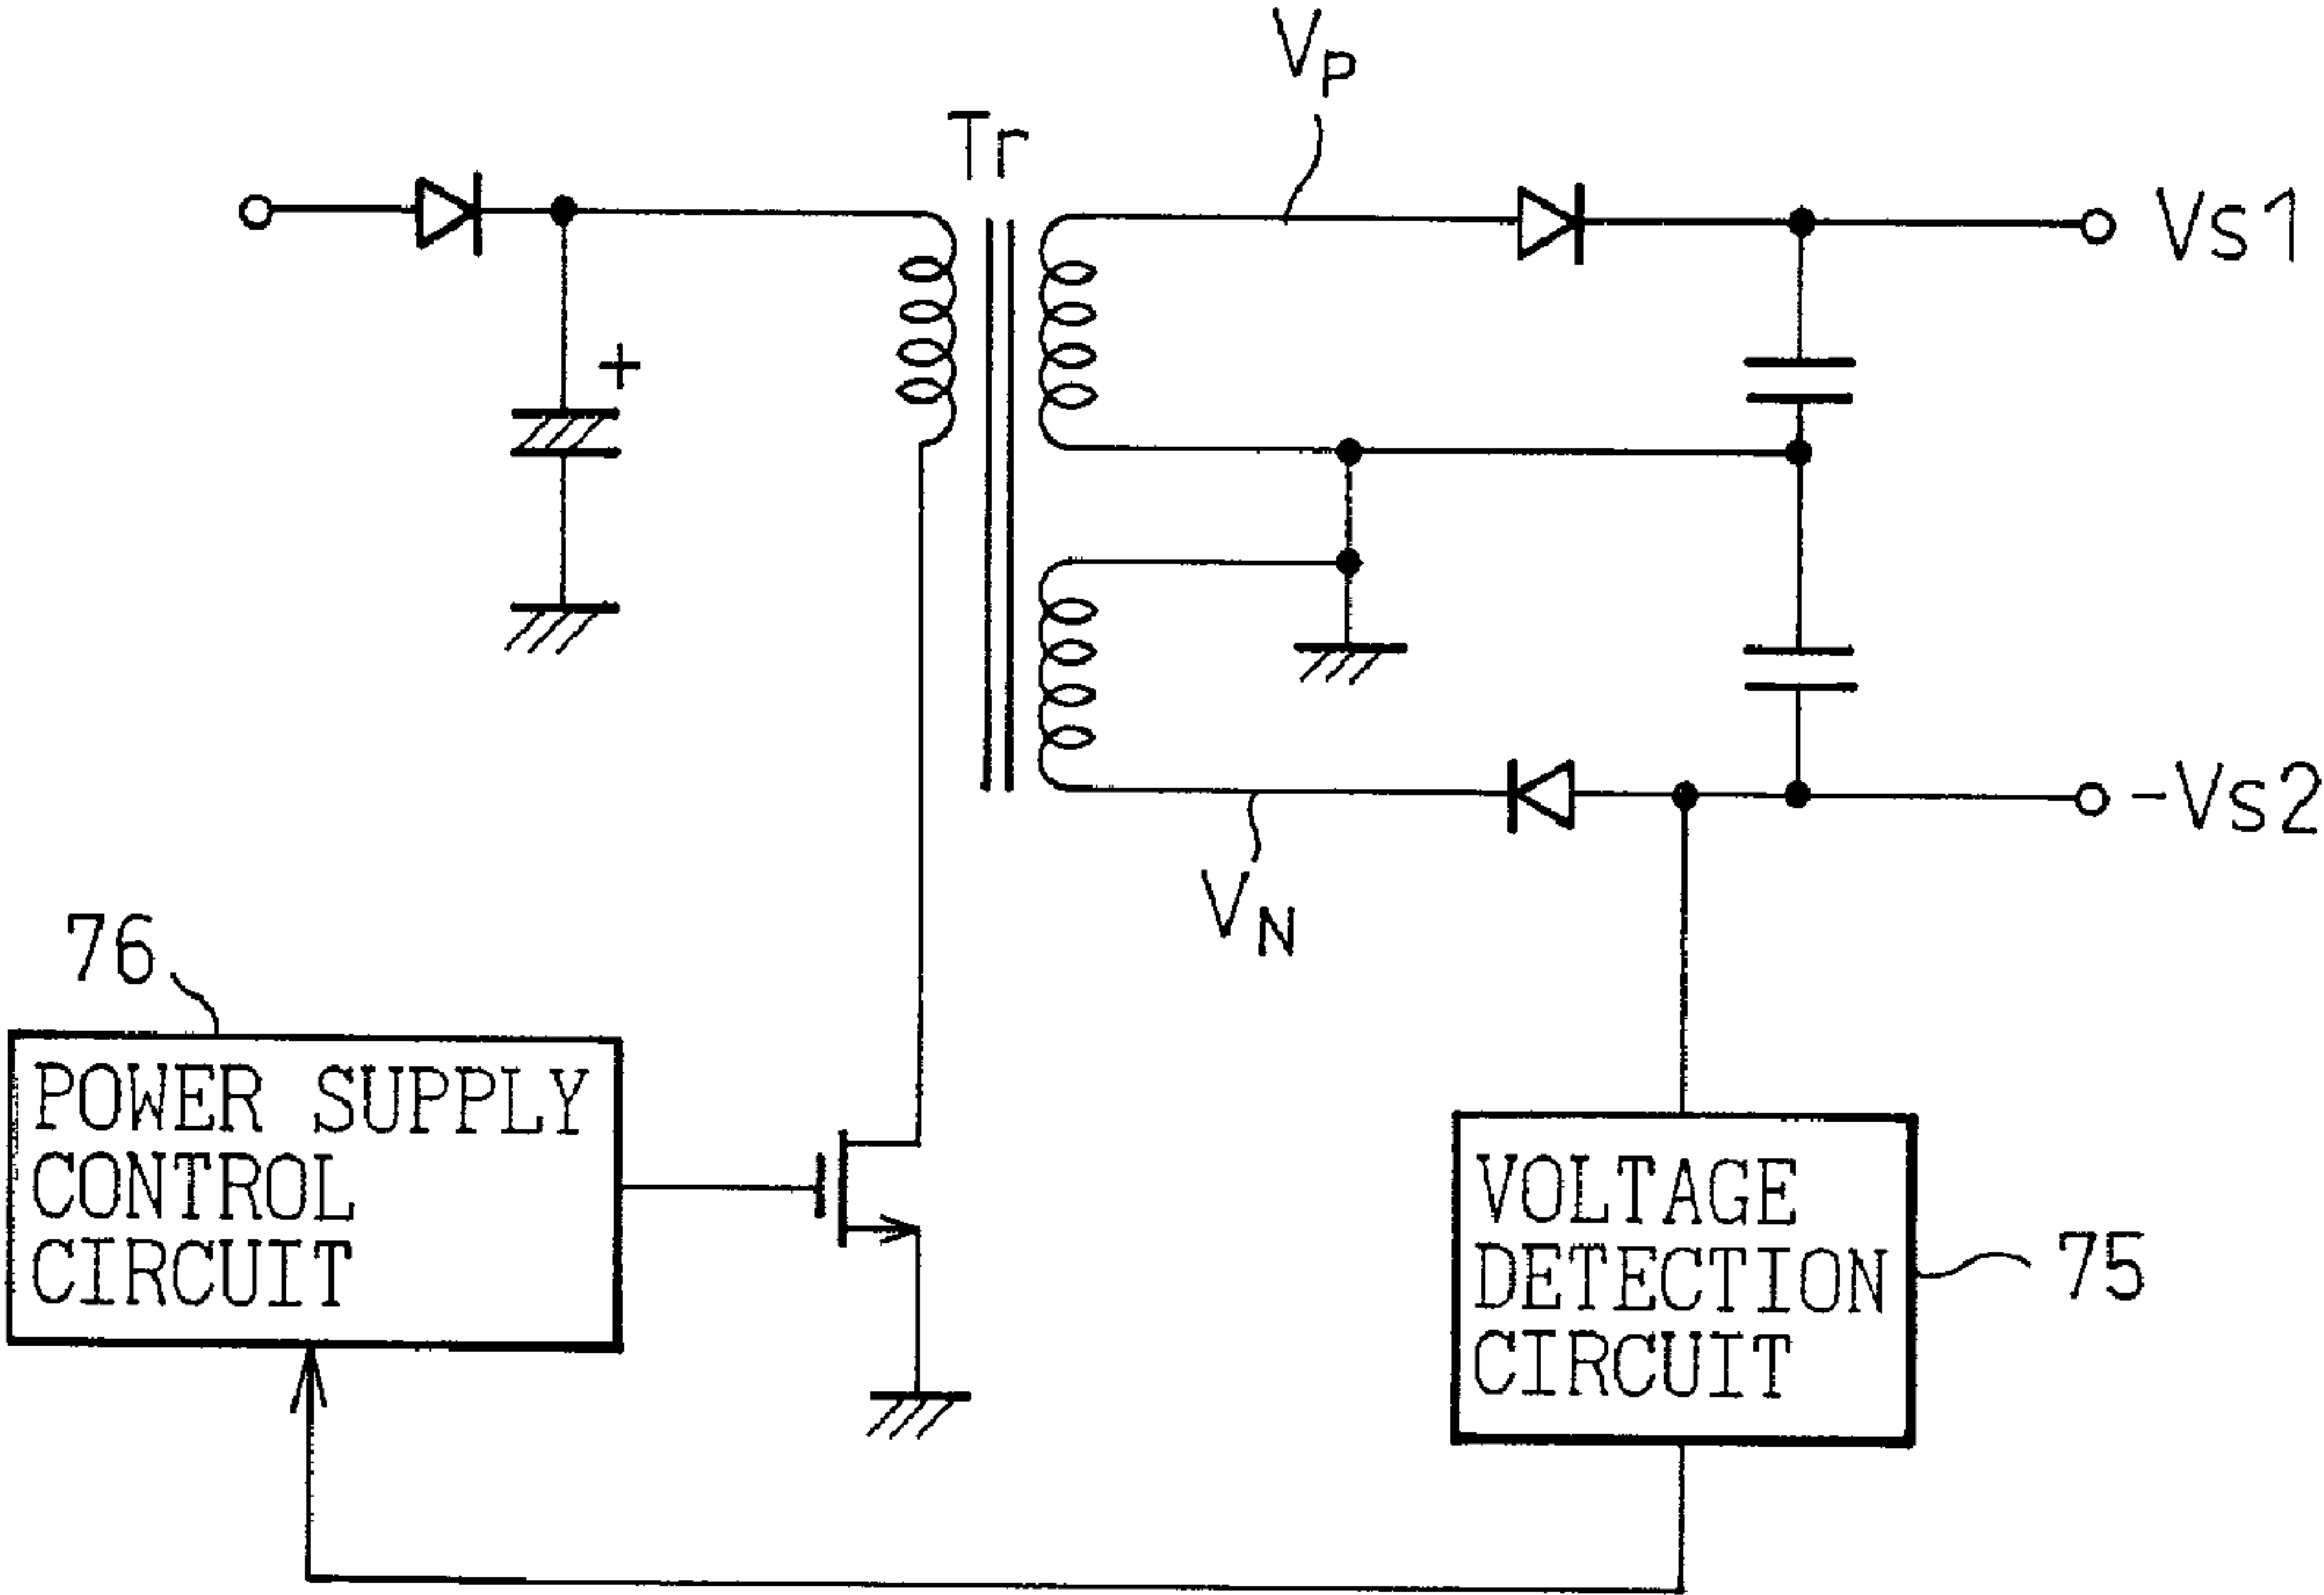 VP
Tr
Vs1
+
-Vs2
VN
76
POWER SUPPLY
CONTROL
CIRCUIT
VOLTAGE
DETECTION
CIRCUIT
75